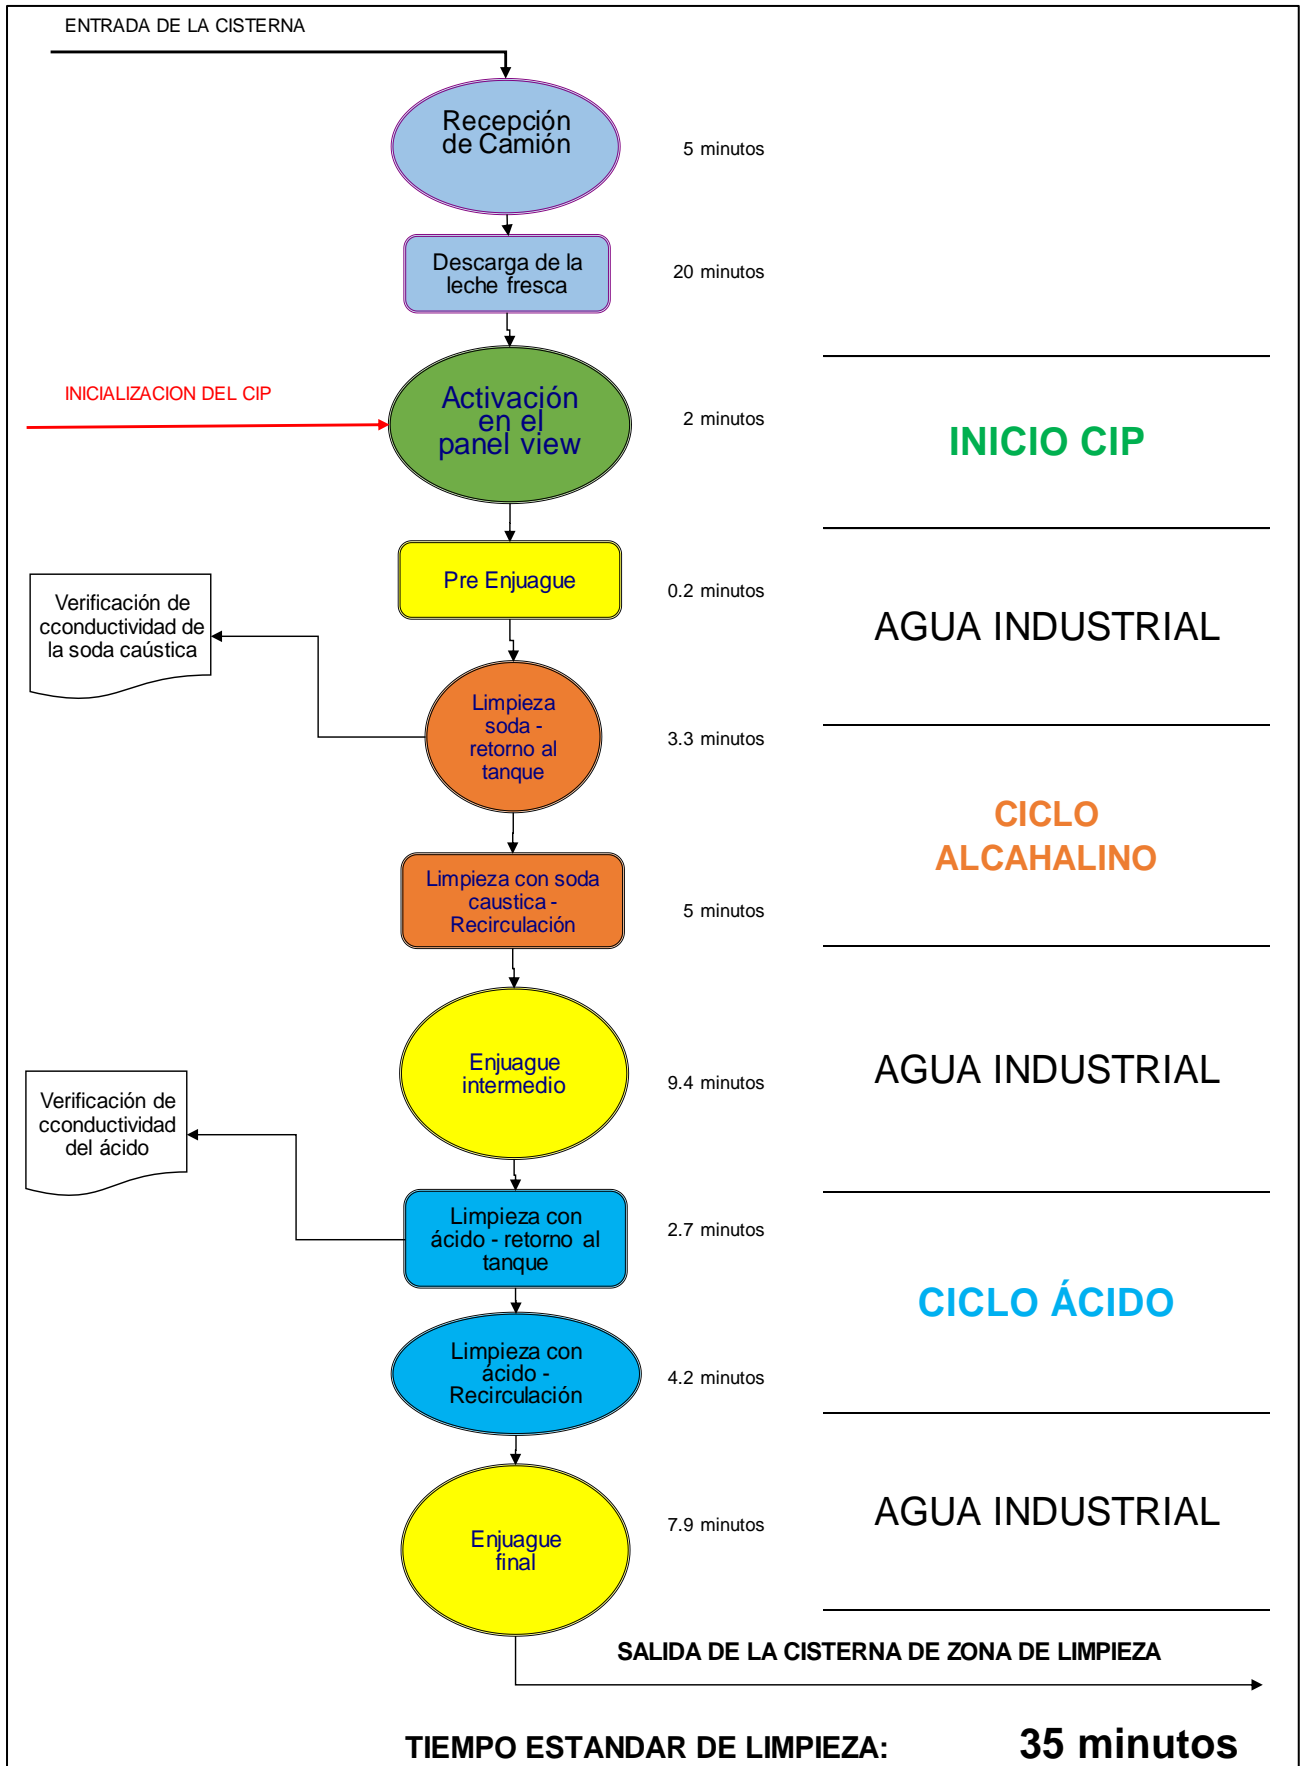 ENTRADA DE LA CISTERNA
Recepción
de Camión
5 minutos
Descarga de la
leche fresca
20 minutos
INICIALIZACION DEL CIP
Activación
en el
panel view
2 minutos
INICIO CIP
Pre Enjuague
0.2 minutos
AGUA INDUSTRIAL
Verificación de
cconductividad de
la soda caústica
Limpieza
soda -
retorno al
tanque
3.3 minutos
CICLO
ALCAHALINO
Limpieza con soda
caustica -
Recirculación
5 minutos
Enjuague
intermedio
9.4 minutos
AGUA INDUSTRIAL
Verificación de
cconductividad
del ácido
Limpieza con
ácido - retorno al
tanque
2.7 minutos
CICLO ÁCIDO
Limpieza con
ácido -
Recirculación
4.2 minutos
Enjuague
final
7.9 minutos
AGUA INDUSTRIAL
SALIDA DE LA CISTERNA DE ZONA DE LIMPIEZA
TIEMPO ESTANDAR DE LIMPIEZA: 35 minutos